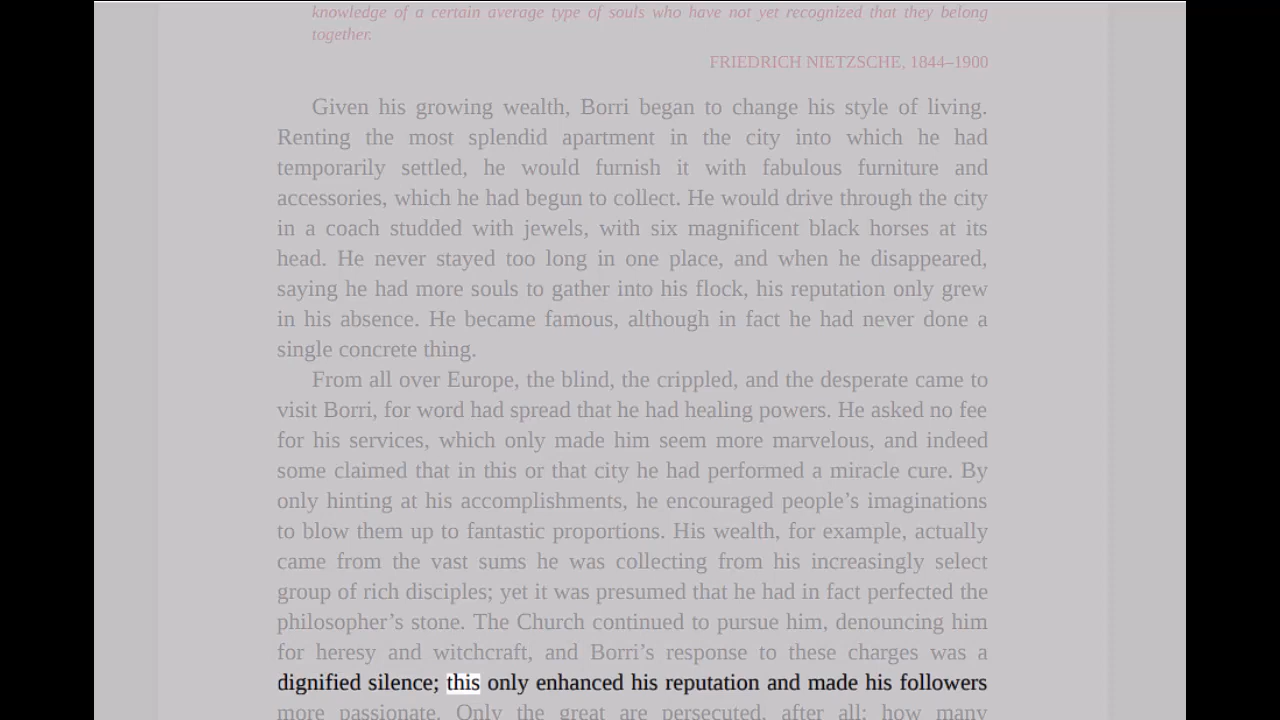 knowledge of a certain average type of souls who have not yet recognized that they belong
together.
FRIEDRICH NIETZSCHE, 1844–1900
Given his growing wealth, Borri began to change his style of living.
Renting the most splendid apartment in the city into which he had
temporarily settled, he would furnish it with fabulous furniture and
accessories, which he had begun to collect. He would drive through the city
in a coach studded with jewels, with six magnificent black horses at its
head. He never stayed too long in one place, and when he disappeared,
saying he had more souls to gather into his flock, his reputation only grew
in his absence. He became famous, although in fact he had never done a
single concrete thing.
From all over Europe, the blind, the crippled, and the desperate came to
visit Borri, for word had spread that he had healing powers. He asked no fee
for his services, which only made him seem more marvelous, and indeed
some claimed that in this or that city he had performed a miracle cure. By
only hinting at his accomplishments, he encouraged people’s imaginations
to blow them up to fantastic proportions. His wealth, for example, actually
came from the vast sums he was collecting from his increasingly select
group of rich disciples; yet it was presumed that he had in fact perfected the
philosopher’s stone. The Church continued to pursue him, denouncing him
for heresy and witchcraft, and Borri’s response to these charges was a
dignified silence; this only enhanced his reputation and made his followers
more passionate. Only the great are persecuted, after all; how many